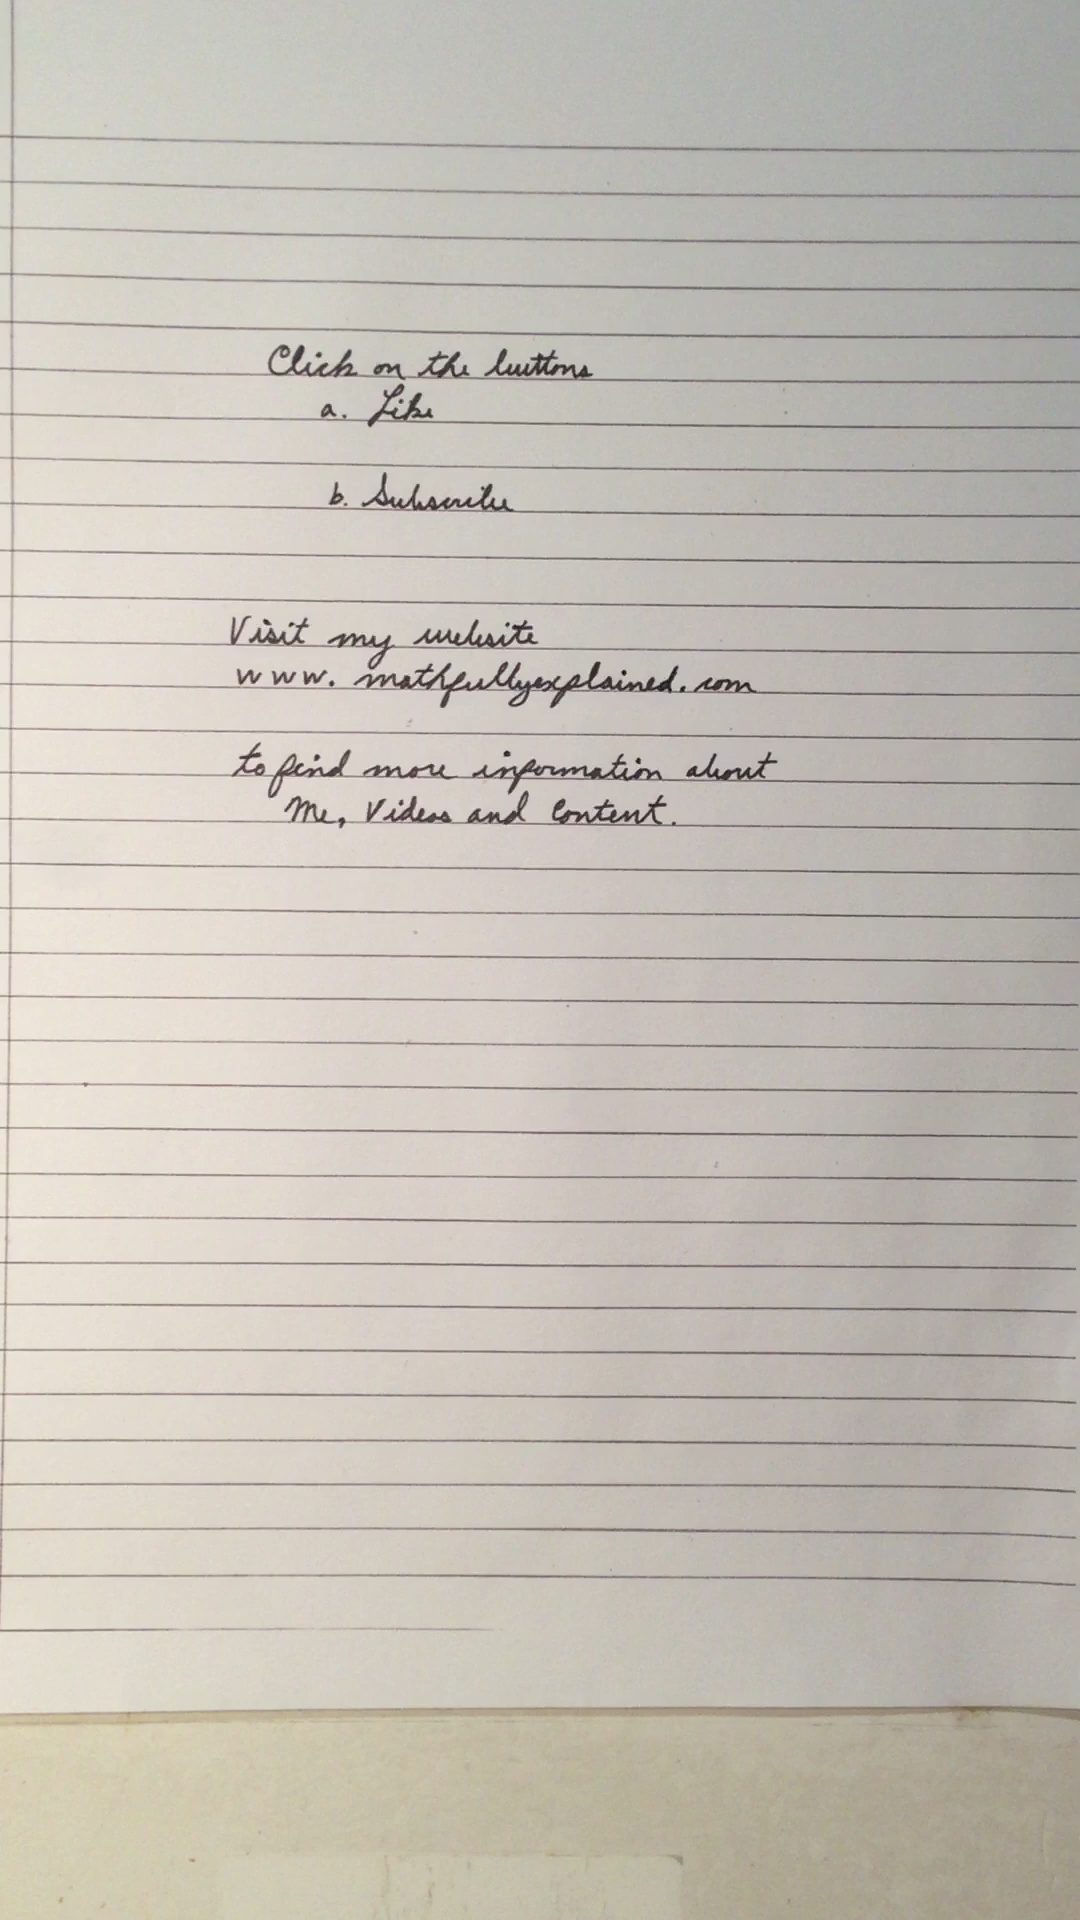 Click on the buttons
a. Like
b. Subscribe
Visit my website
www.mathfullyexplained.com
to find more information about
Me, Videos and Content.